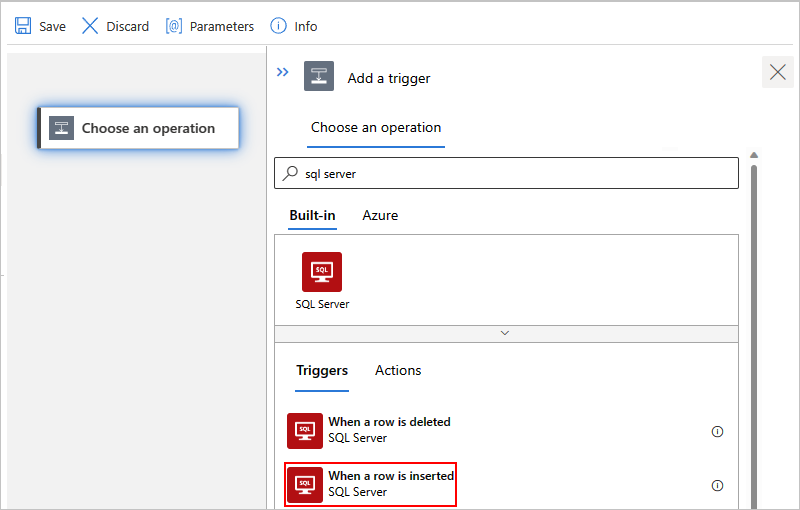 Save Discard [@] Parameters Info
Add a trigger
Choose an operation
Choose an operation
sql server
Built-in Azure
SQL
SQL Server
Triggers Actions
When a row is deleted
SQL
SQL Server
When a row is inserted
SQL
SQL Server